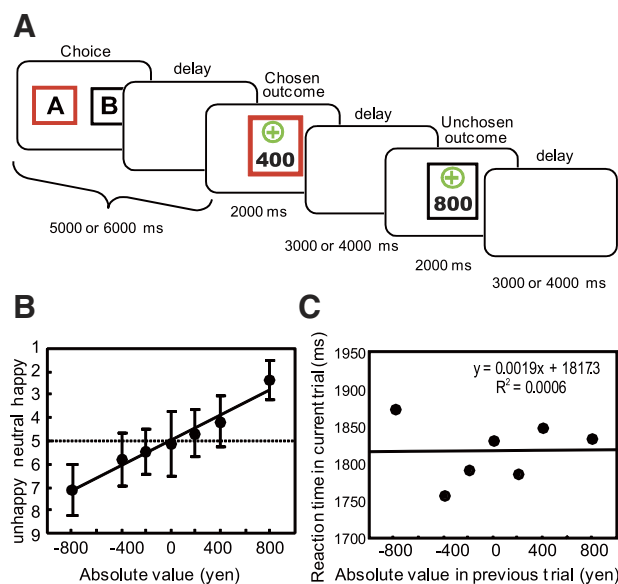 A
Choice
delay
Chosen
outcome
delay
Unchosen
outcome
delay
A
B
400
800
5000 or 6000 ms
2000 ms
3000 or 4000 ms
2000 ms
3000 or 4000 ms
B
unhappy neutral happy
1
2
3
4
5
6
7
8
9
-800
-400
0
400
800
Absolute value (yen)
C
Reaction time in current trial (ms)
1950
1900
1850
1800
1750
1700
y = 0.0019x + 1817.3
R² = 0.0006
-800
-400
0
400
800
Absolute value in previous trial (yen)